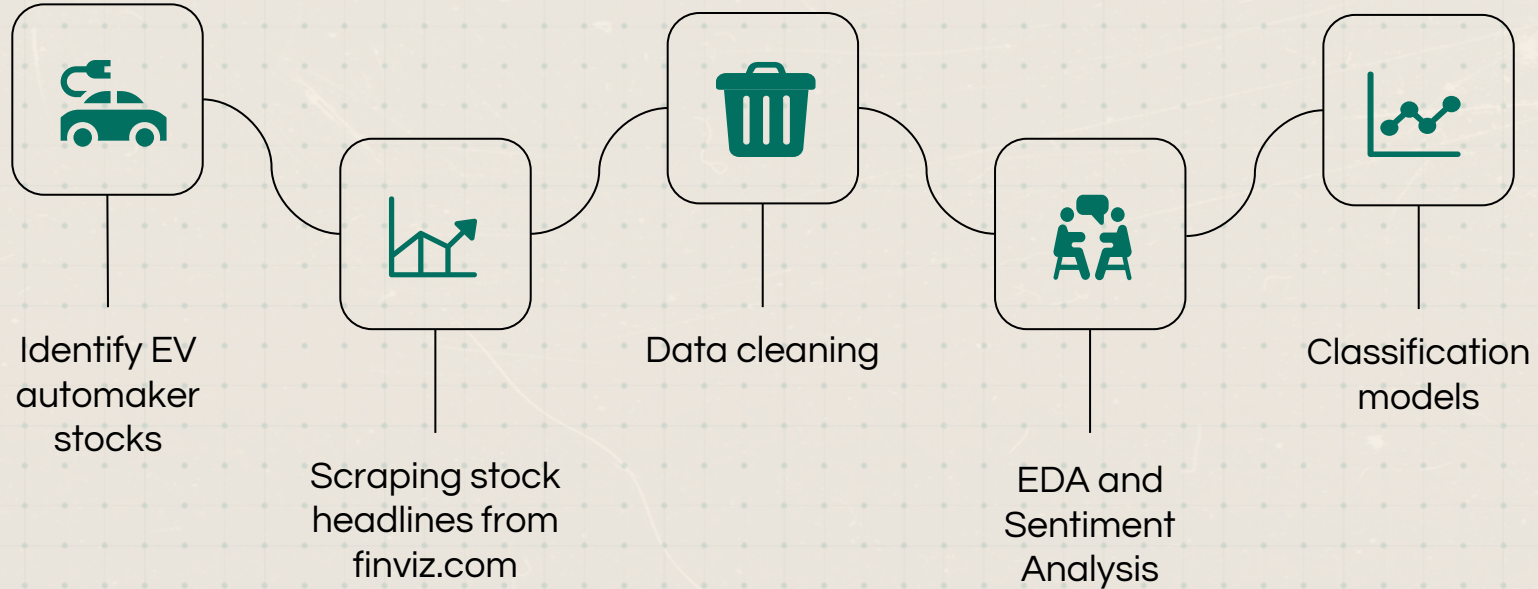 Identify EV
automaker
stocks
Scraping stock
headlines from
finviz.com
Data cleaning
EDA and
Sentiment
Analysis
Classification
models